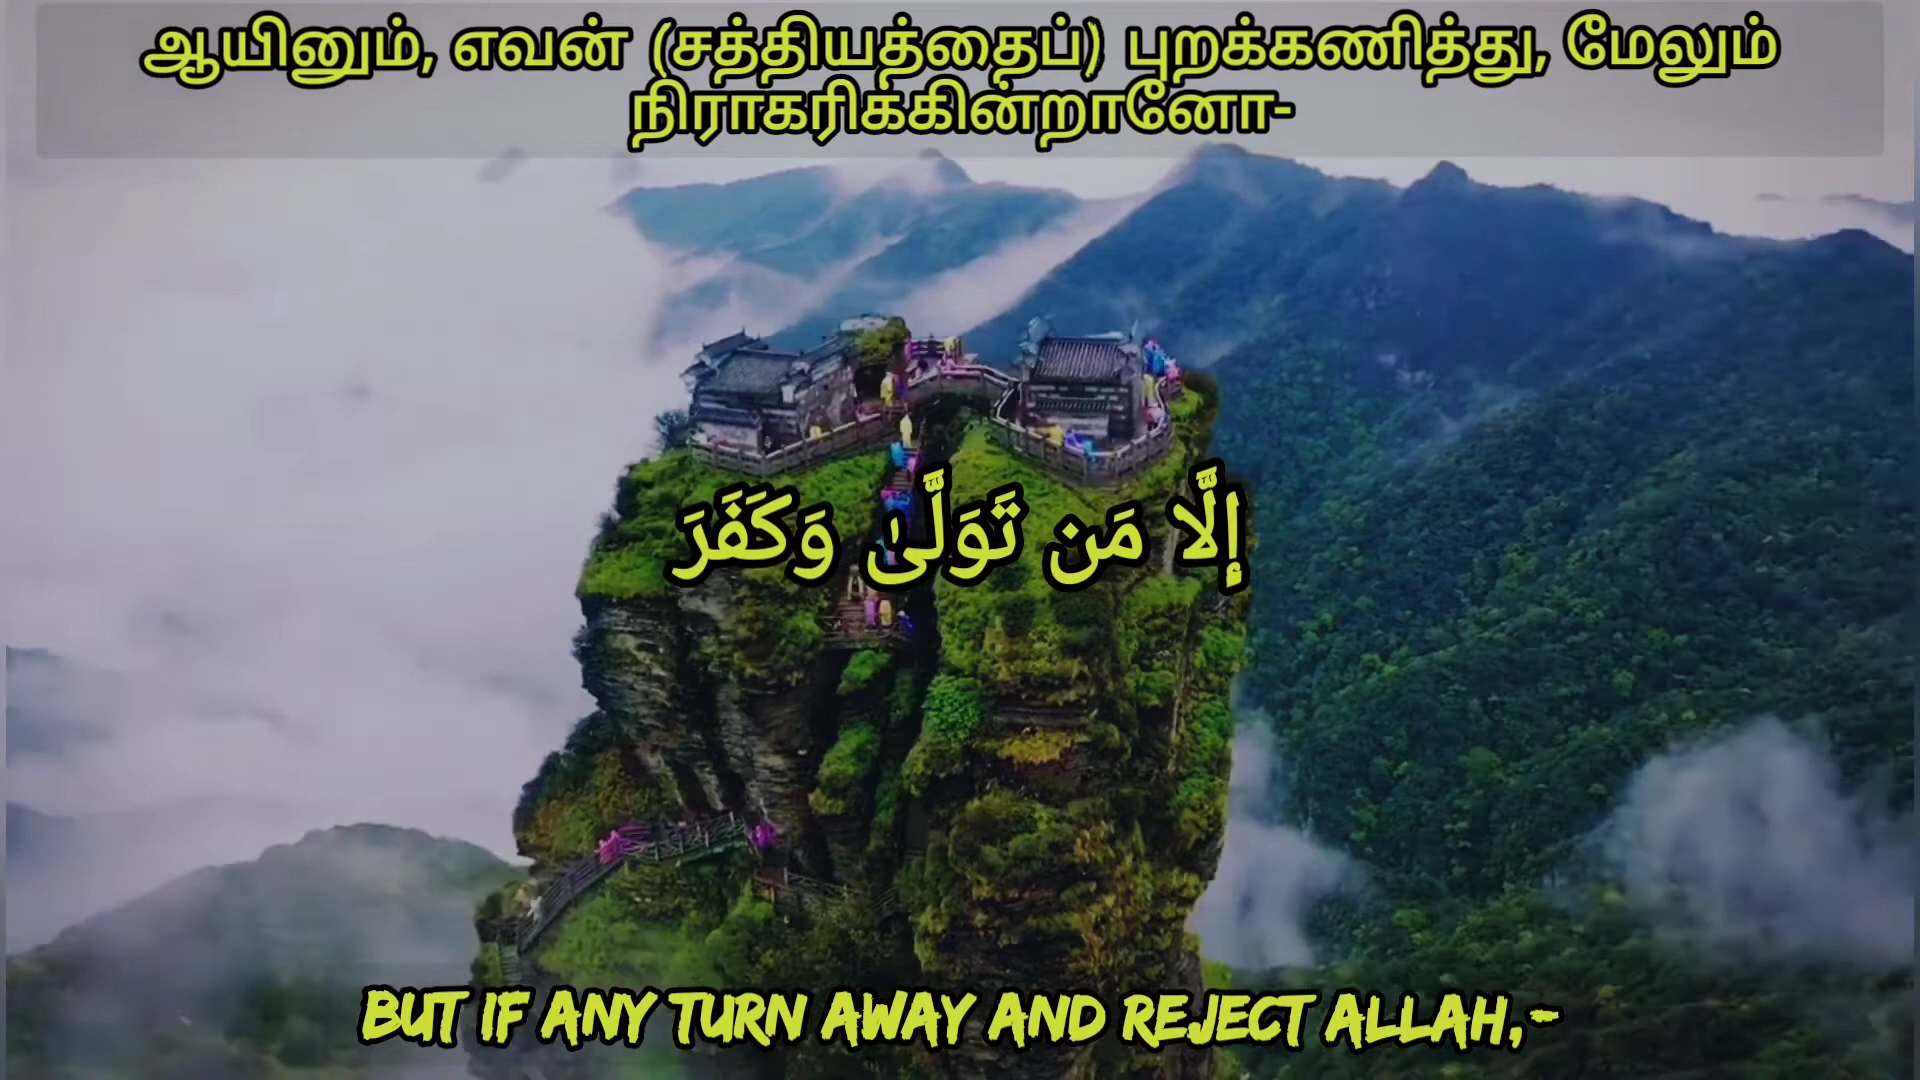 ஆயினும், எவன் (சத்தியத்தைப்) புறக்கணித்து, மேலும்
நிராகரிக்கின்றானோ-
إِلَّا مَن تَوَلَّىٰ وَكَفَرَ
BUT IF ANY TURN AWAY AND REJECT ALLAH,-